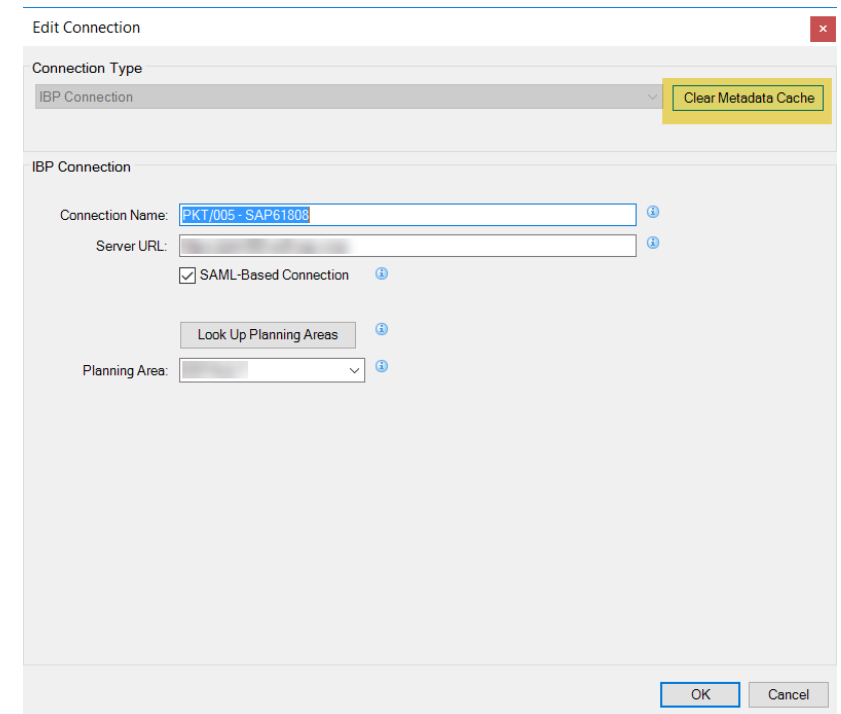 Edit Connection
Connection Type
IBP Connection
Clear Metadata Cache
IBP Connection
Connection Name: PKT/005 - SAP61808
Server URL:
SAML-Based Connection
Look Up Planning Areas
Planning Area:
OK Cancel